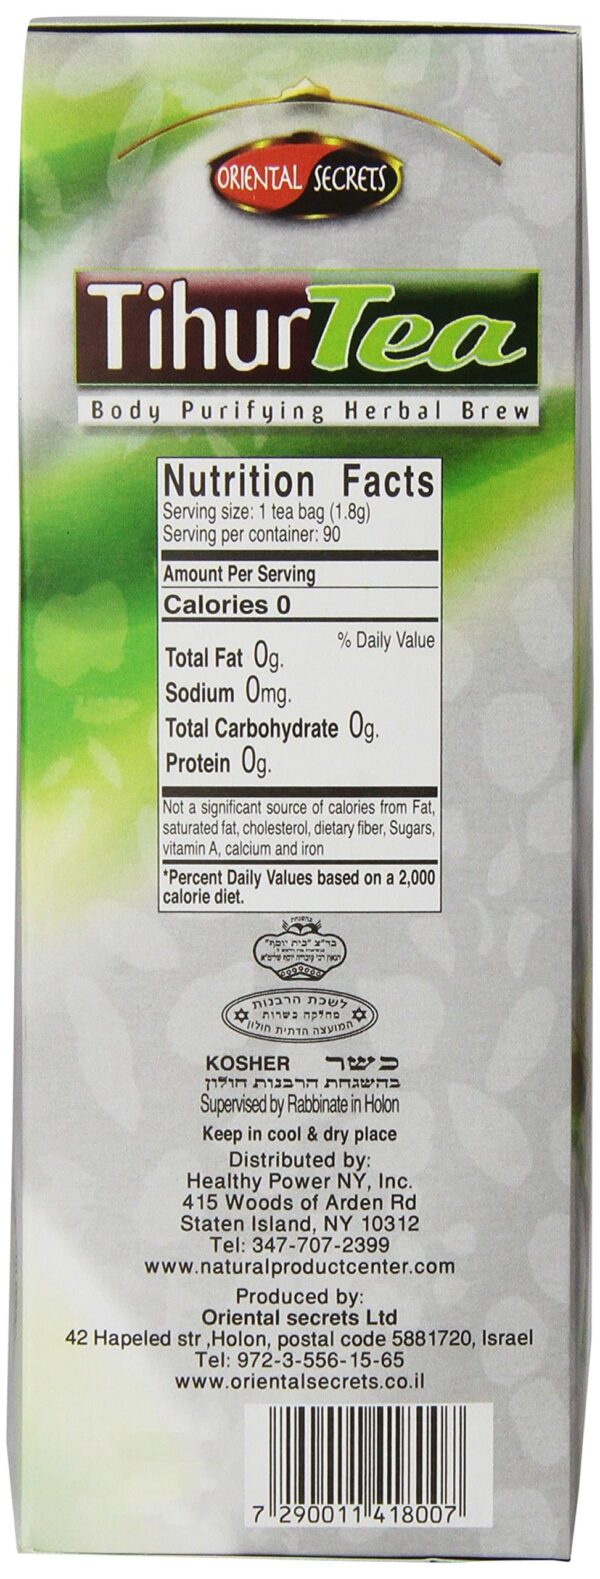 ORIENTAL SECRETS
TihurTea
Body Purifying Herbal Brew
Nutrition Facts
Serving size: 1 tea bag (1.8g)
Serving per container: 90
Amount Per Serving
Calories 0
% Daily Value
Total Fat 0g.
Sodium 0mg.
Total Carbohydrate 0g.
Protein 0g.
Not a significant source of calories from Fat,
saturated fat, cholesterol, dietary fiber, Sugars,
vitamin A, calcium and iron
*Percent Daily Values based on a 2,000
calorie diet.
בהשגחת
בד"צ "בית יוסף"
לשכת הרבנות
מחלקה כשרות
המועצה הדתית חולון
KOSHER כשר
בהשגחת הרבנות חולון
Supervised by Rabbinate in Holon
Keep in cool & dry place
Distributed by:
Healthy Power NY, Inc.
415 Woods of Arden Rd
Staten Island, NY 10312
Tel: 347-707-2399
www.naturalproductcenter.com
Produced by:
Oriental secrets Ltd
42 Hapeled str ,Holon, postal code 5881720, Israel
Tel: 972-3-556-15-65
www.orientalsecrets.co.il
7 290011 418007